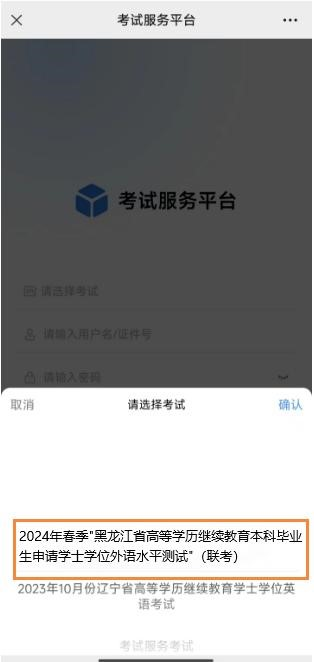 考试服务平台
考试服务平台
请选择考试
请输入用户名/证件号
请输入密码
取消
请选择考试
确认
2024年春季"黑龙江省高等学历继续教育本科毕业
生申请学士学位外语水平测试"（联考）
2023年10月份辽宁省高等学历继续教育学士学位英
语考试
考试服务考试